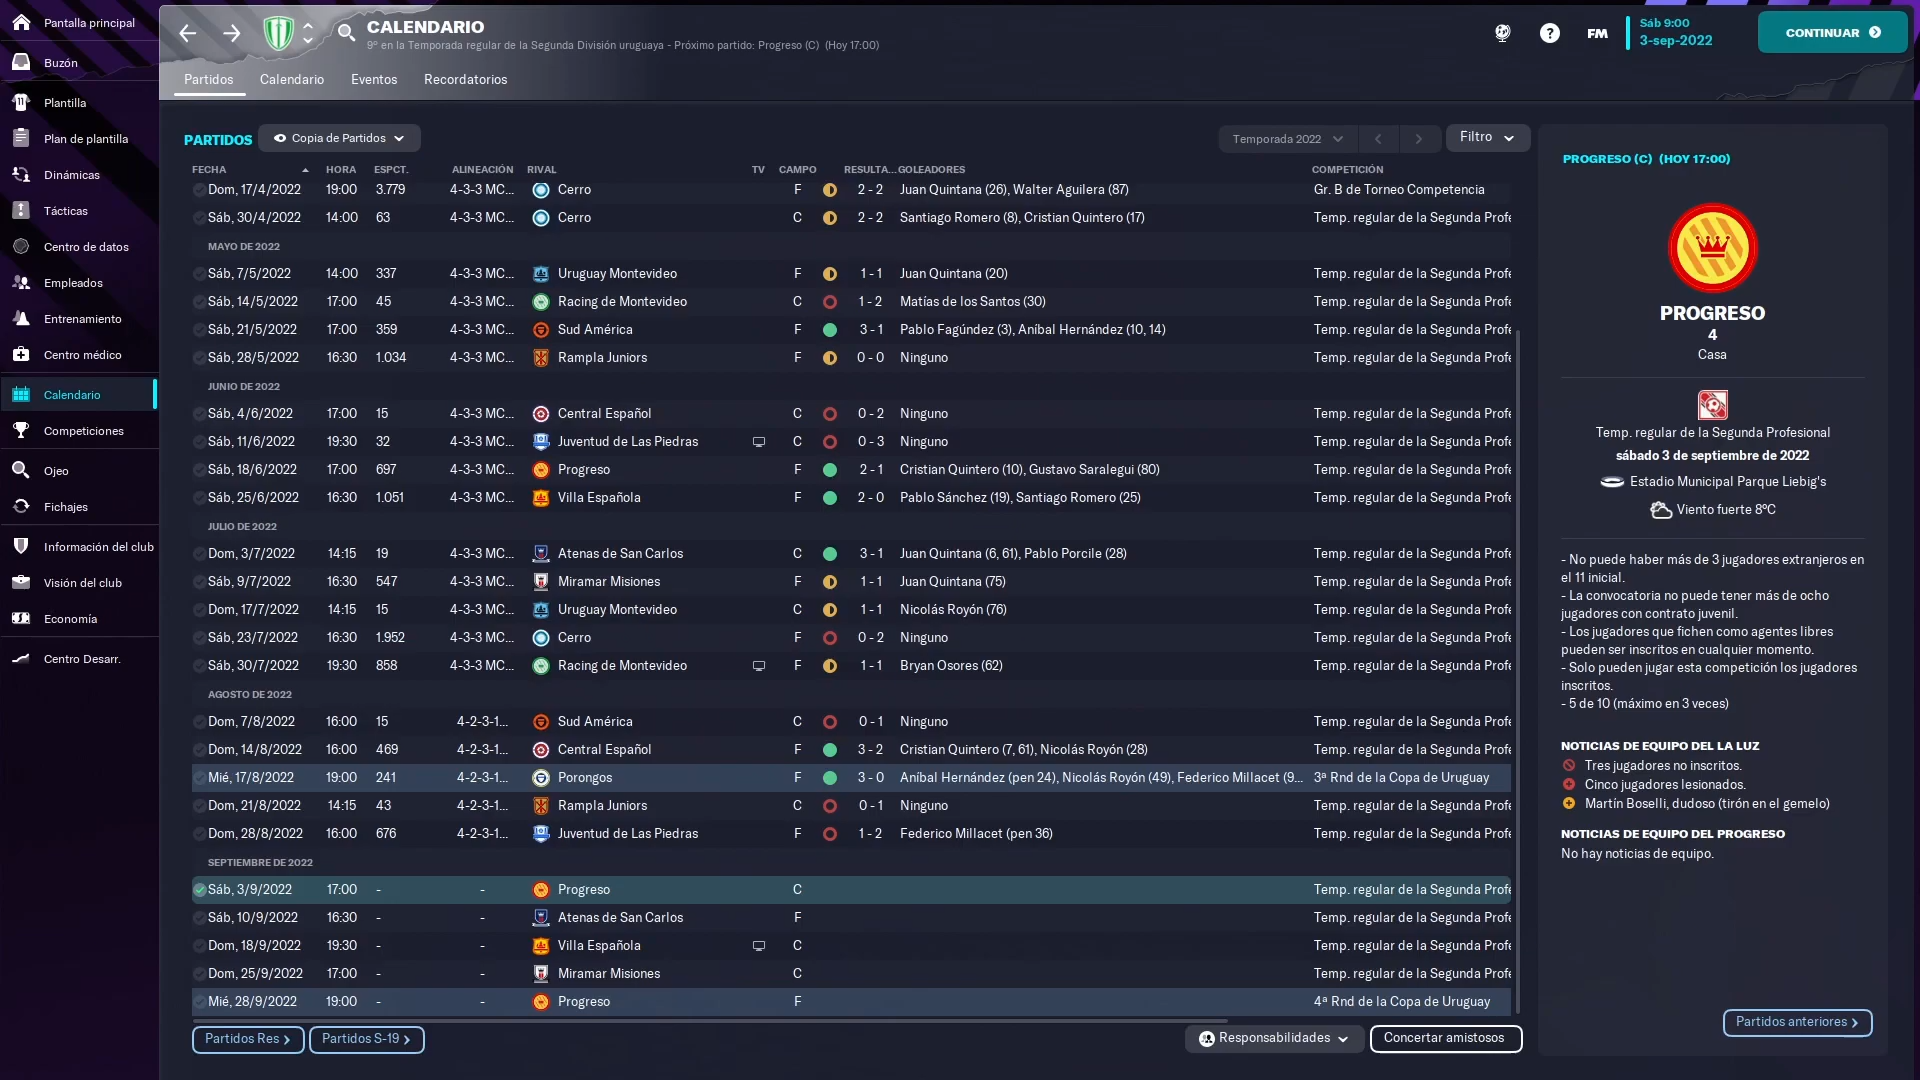 Pantalla principal
Buzón
Plantilla
Plan de plantilla
Dinámicas
Tácticas
Centro de datos
Empleados
Entrenamiento
Centro médico
Calendario
Competiciones
Ojeo
Fichajes
Información del club
Visión del club
Economía
Centro Desarr.
CALENDARIO
9º en la Temporada regular de la Segunda División uruguaya - Próximo partido: Progreso (C) (Hoy 17:00)
FM
Sáb 9:00
3-sep-2022
CONTINUAR
Partidos Calendario Eventos Recordatorios
PARTIDOS Copia de Partidos Temporada 2022 Filtro
FECHA HORA ESPCT. ALINEACIÓN RIVAL TV CAMPO RESULTA... GOLEADORES COMPETICIÓN
Dom, 17/4/2022 19:00 3.779 4-3-3 MC... Cerro F 2 - 2 Juan Quintana (26), Walter Aguilera (87) Gr. B de Torneo Competencia
Sáb, 30/4/2022 14:00 63 4-3-3 MC... Cerro C 2 - 2 Santiago Romero (8), Cristian Quintero (17) Temp. regular de la Segunda Profe
MAYO DE 2022
Sáb, 7/5/2022 14:00 337 4-3-3 MC... Uruguay Montevideo F 1 - 1 Juan Quintana (20) Temp. regular de la Segunda Profe
Sáb, 14/5/2022 17:00 45 4-3-3 MC... Racing de Montevideo C 1 - 2 Matías de los Santos (30) Temp. regular de la Segunda Profe
Sáb, 21/5/2022 17:00 359 4-3-3 MC... Sud América F 3 - 1 Pablo Fagúndez (3), Aníbal Hernández (10, 14) Temp. regular de la Segunda Profe
Sáb, 28/5/2022 16:30 1.034 4-3-3 MC... Rampla Juniors F 0 - 0 Ninguno Temp. regular de la Segunda Profe
JUNIO DE 2022
Sáb, 4/6/2022 17:00 15 4-3-3 MC... Central Español C 0 - 2 Ninguno Temp. regular de la Segunda Profe
Sáb, 11/6/2022 19:30 32 4-3-3 MC... Juventud de Las Piedras C 0 - 3 Ninguno Temp. regular de la Segunda Profe
Sáb, 18/6/2022 17:00 697 4-3-3 MC... Progreso F 2 - 1 Cristian Quintero (10), Gustavo Saralegui (80) Temp. regular de la Segunda Profe
Sáb, 25/6/2022 16:30 1.051 4-3-3 MC... Villa Española F 2 - 0 Pablo Sánchez (19), Santiago Romero (25) Temp. regular de la Segunda Profe
JULIO DE 2022
Dom, 3/7/2022 14:15 19 4-3-3 MC... Atenas de San Carlos C 3 - 1 Juan Quintana (6, 61), Pablo Porcile (28) Temp. regular de la Segunda Profe
Sáb, 9/7/2022 16:30 547 4-3-3 MC... Miramar Misiones F 1 - 1 Juan Quintana (75) Temp. regular de la Segunda Profe
Dom, 17/7/2022 14:15 15 4-3-3 MC... Uruguay Montevideo C 1 - 1 Nicolás Royón (76) Temp. regular de la Segunda Profe
Sáb, 23/7/2022 16:30 1.952 4-3-3 MC... Cerro F 0 - 2 Ninguno Temp. regular de la Segunda Profe
Sáb, 30/7/2022 19:30 858 4-3-3 MC... Racing de Montevideo F 1 - 1 Bryan Osores (62) Temp. regular de la Segunda Profe
AGOSTO DE 2022
Dom, 7/8/2022 16:00 15 4-2-3-1... Sud América C 0 - 1 Ninguno Temp. regular de la Segunda Profe
Dom, 14/8/2022 16:00 469 4-2-3-1... Central Español F 3 - 2 Cristian Quintero (7, 61), Nicolás Royón (28) Temp. regular de la Segunda Profe
Mié, 17/8/2022 19:00 241 4-2-3-1... Porongos F 3 - 0 Aníbal Hernández (pen 24), Nicolás Royón (49), Federico Millacet (9... 3ª Rnd de la Copa de Uruguay
Dom, 21/8/2022 14:15 43 4-2-3-1... Rampla Juniors C 0 - 1 Ninguno Temp. regular de la Segunda Profe
Dom, 28/8/2022 16:00 676 4-2-3-1... Juventud de Las Piedras F 1 - 2 Federico Millacet (pen 36) Temp. regular de la Segunda Profe
SEPTIEMBRE DE 2022
Sáb, 3/9/2022 17:00 - - Progreso C Temp. regular de la Segunda Profe
Sáb, 10/9/2022 16:30 - - Atenas de San Carlos F Temp. regular de la Segunda Profe
Dom, 18/9/2022 19:30 - - Villa Española C Temp. regular de la Segunda Profe
Dom, 25/9/2022 17:00 - - Miramar Misiones C Temp. regular de la Segunda Profe
Mié, 28/9/2022 19:00 - - Progreso F 4ª Rnd de la Copa de Uruguay
Partidos Res Partidos S-19 Responsabilidades Concertar amistosos
PROGRESO (C) (HOY 17:00)
PROGRESO
4
Casa
Temp. regular de la Segunda Profesional
sábado 3 de septiembre de 2022
Estadio Municipal Parque Liebig's
Viento fuerte 8ºC
- No puede haber más de 3 jugadores extranjeros en
el 11 inicial.
- La convocatoria no puede tener más de ocho
jugadores con contrato juvenil.
- Los jugadores que fichen como agentes libres
pueden ser inscritos en cualquier momento.
- Solo pueden jugar esta competición los jugadores
inscritos.
- 5 de 10 (máximo en 3 veces)
NOTICIAS DE EQUIPO DEL LA LUZ
Tres jugadores no inscritos.
Cinco jugadores lesionados.
Martín Boselli, dudoso (tirón en el gemelo)
NOTICIAS DE EQUIPO DEL PROGRESO
No hay noticias de equipo.
Partidos anteriores